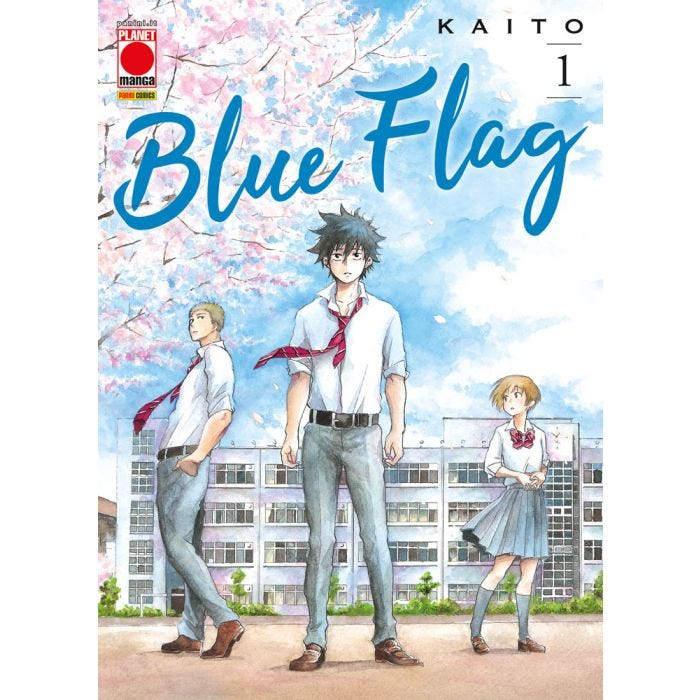 panini.it
PLANET
manga
PANINI COMICS
KAITO
1
Blue Flag